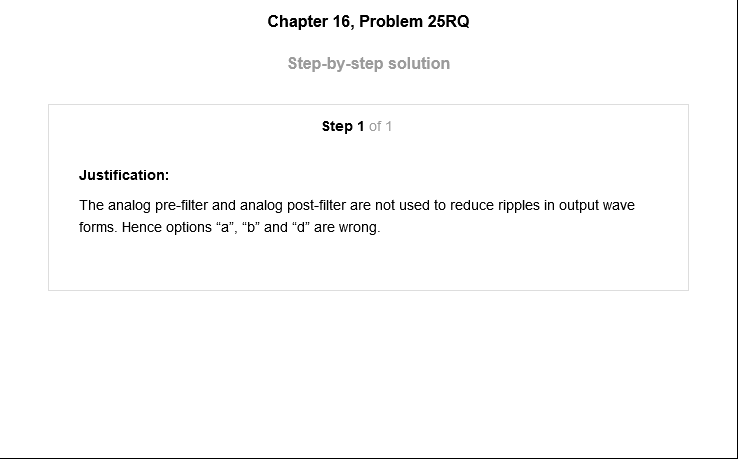 Chapter 16, Problem 25RQ
Step-by-step solution
Step 1 of 1
Justification:
The analog pre-filter and analog post-filter are not used to reduce ripples in output wave
forms. Hence options “a”, “b” and “d” are wrong.